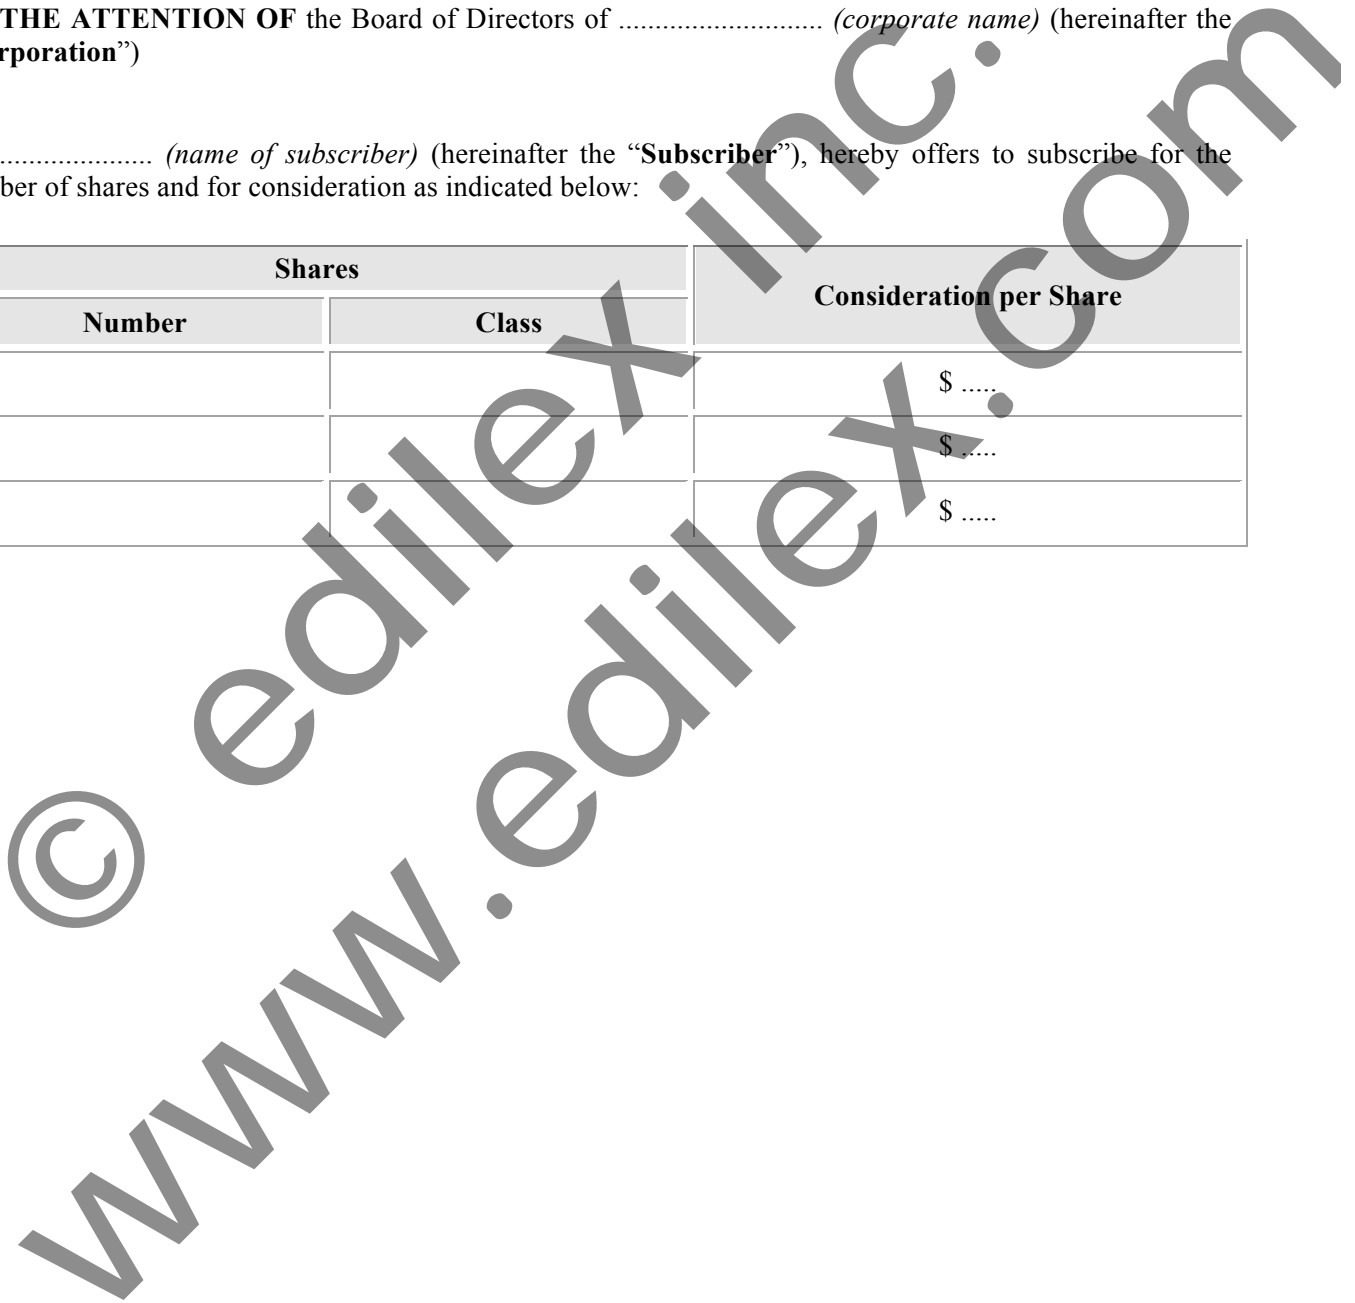 THE ATTENTION OF the Board of Directors of ............................ (corporate name) (hereinafter the
rporation”)
..................... (name of subscriber) (hereinafter the “Subscriber”), hereby offers to subscribe for the
ber of shares and for consideration as indicated below:
Shares
Consideration per Share
Number Class
$ .....
$ .....
$ .....
© edilex inc.
www.edilex.com